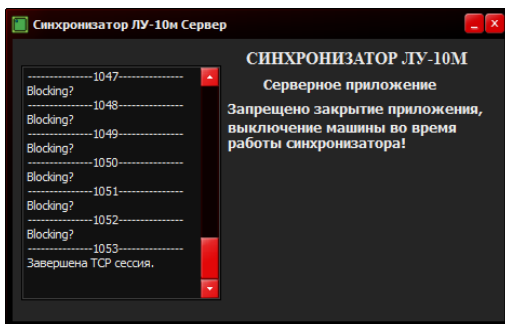 Синхронизатор ЛУ-10м Сервер
СИНХРОНИЗАТОР ЛУ-10М
Серверное приложение
Запрещено закрытие приложения,
выключение машины во время
работы синхронизатора!
---------------1047---------------
Blocking?
---------------1048---------------
Blocking?
---------------1049---------------
Blocking?
---------------1050---------------
Blocking?
---------------1051---------------
Blocking?
---------------1052---------------
Blocking?
---------------1053---------------
Завершена TCP сессия.